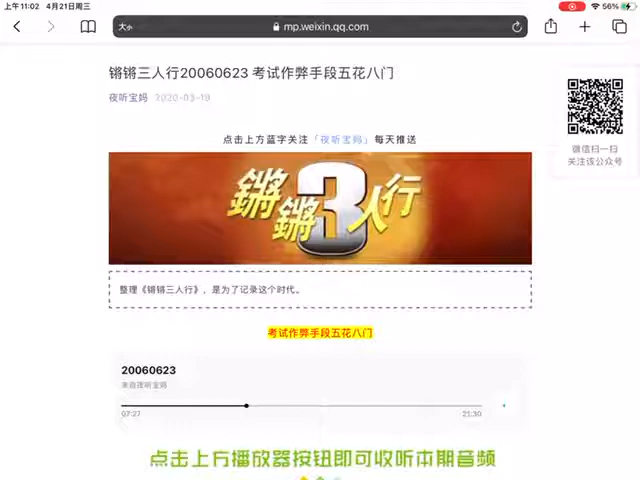 上午11:02 4月21日周三
56%
大小
mp.weixin.qq.com
锵锵三人行20060623 考试作弊手段五花八门
夜听宝妈 2020-03-19
微信扫一扫
关注该公众号
点击上方蓝字关注「夜听宝妈」每天推送
锵锵3人行
整理《锵锵三人行》，是为了记录这个时代。
考试作弊手段五花八门
20060623
来自夜听宝妈
07:27
21:30
点击上方播放器按钮即可收听本期音频